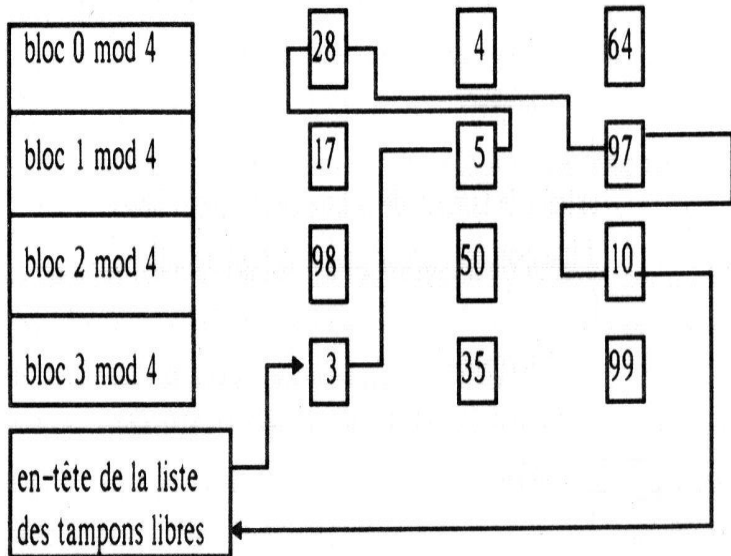 bloc 0 mod 4
28
4
64
bloc 1 mod 4
17
5
97
bloc 2 mod 4
98
50
10
bloc 3 mod 4
3
35
99
en-tête de la liste
des tampons libres